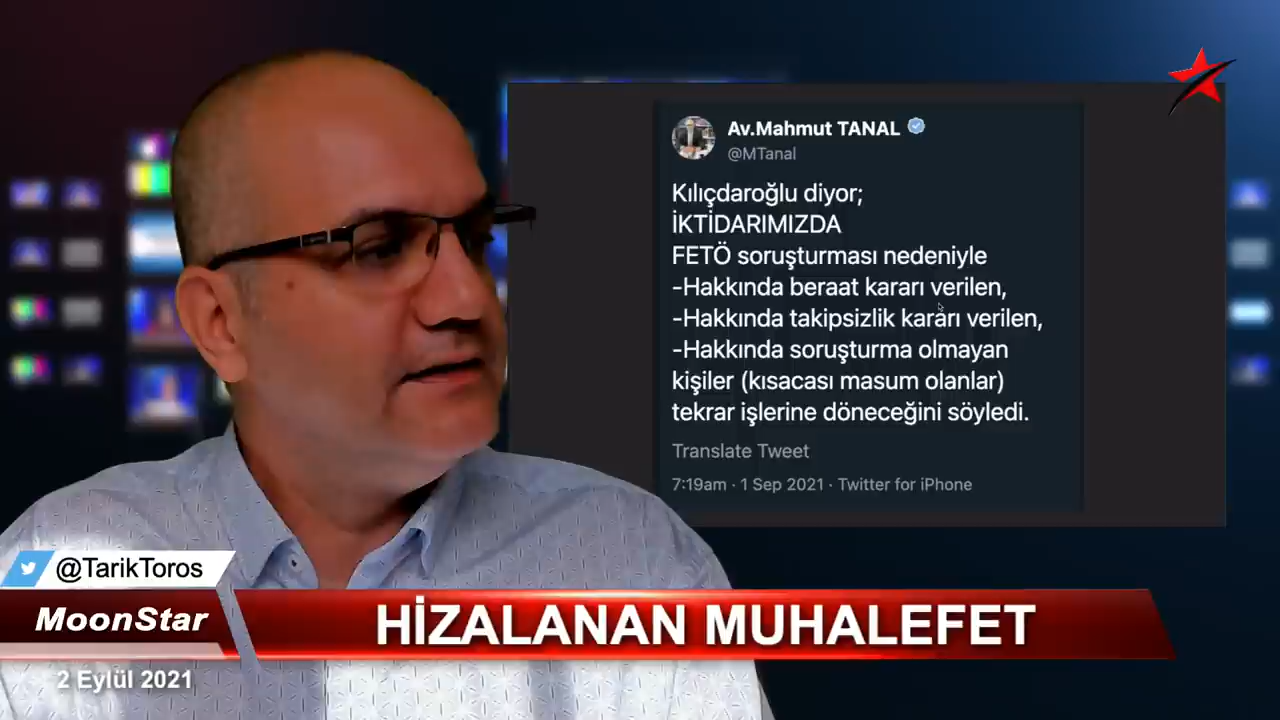 Av.Mahmut TANAL
@MTanal
Kılıçdaroğlu diyor;
İKTİDARIMIZDA
FETÖ soruşturması nedeniyle
-Hakkında beraat kararı verilen,
-Hakkında takipsizlik kararı verilen,
-Hakkında soruşturma olmayan
kişiler (kısacası masum olanlar)
tekrar işlerine döneceğini söyledi.
Translate Tweet
7:19am · 1 Sep 2021 · Twitter for iPhone
@TarikToros
MoonStar
HİZALANAN MUHALEFET
2 Eylül 2021